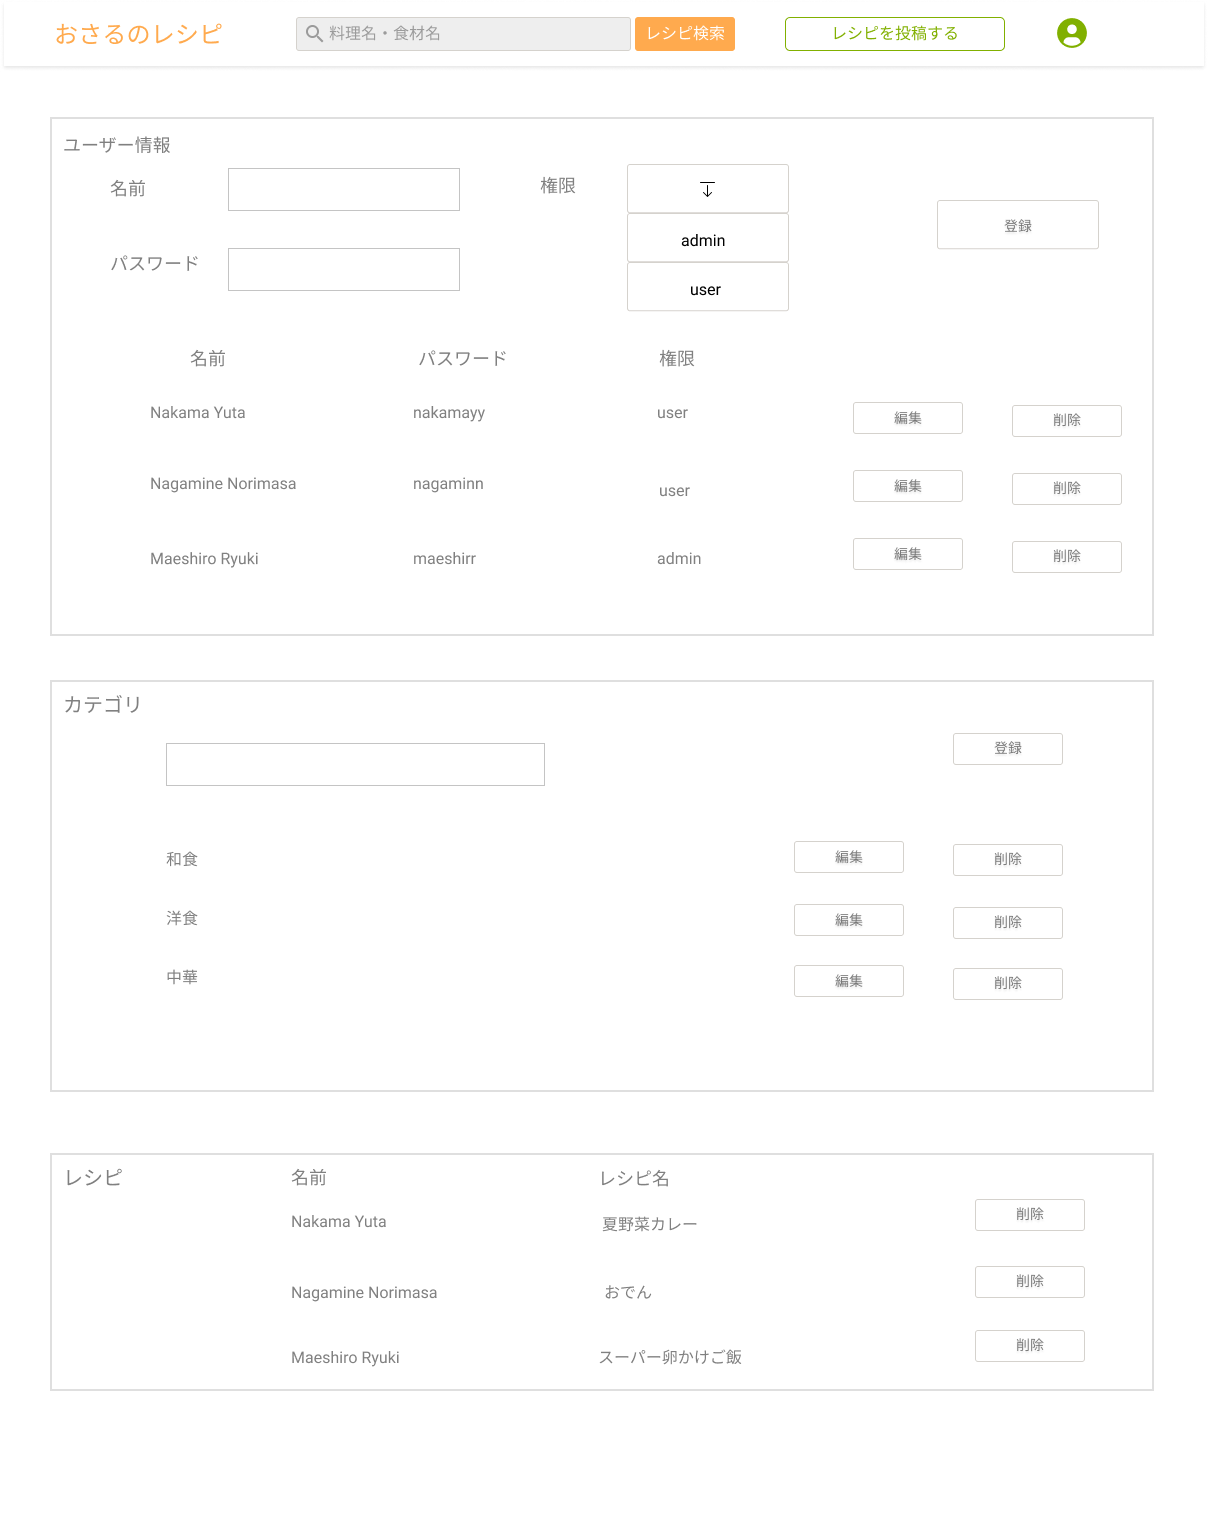 おさるのレシピ
料理名・食材名
レシピ検索
レシピを投稿する
ユーザー情報
名前
権限
admin
user
登録
パスワード
名前 パスワード 権限
Nakama Yuta nakamayy user 編集 削除
Nagamine Norimasa nagaminn user 編集 削除
Maeshiro Ryuki maeshirr admin 編集 削除
カテゴリ
登録
和食 編集 削除
洋食 編集 削除
中華 編集 削除
レシピ 名前 レシピ名
Nakama Yuta 夏野菜カレー 削除
Nagamine Norimasa おでん 削除
Maeshiro Ryuki スーパー卵かけご飯 削除